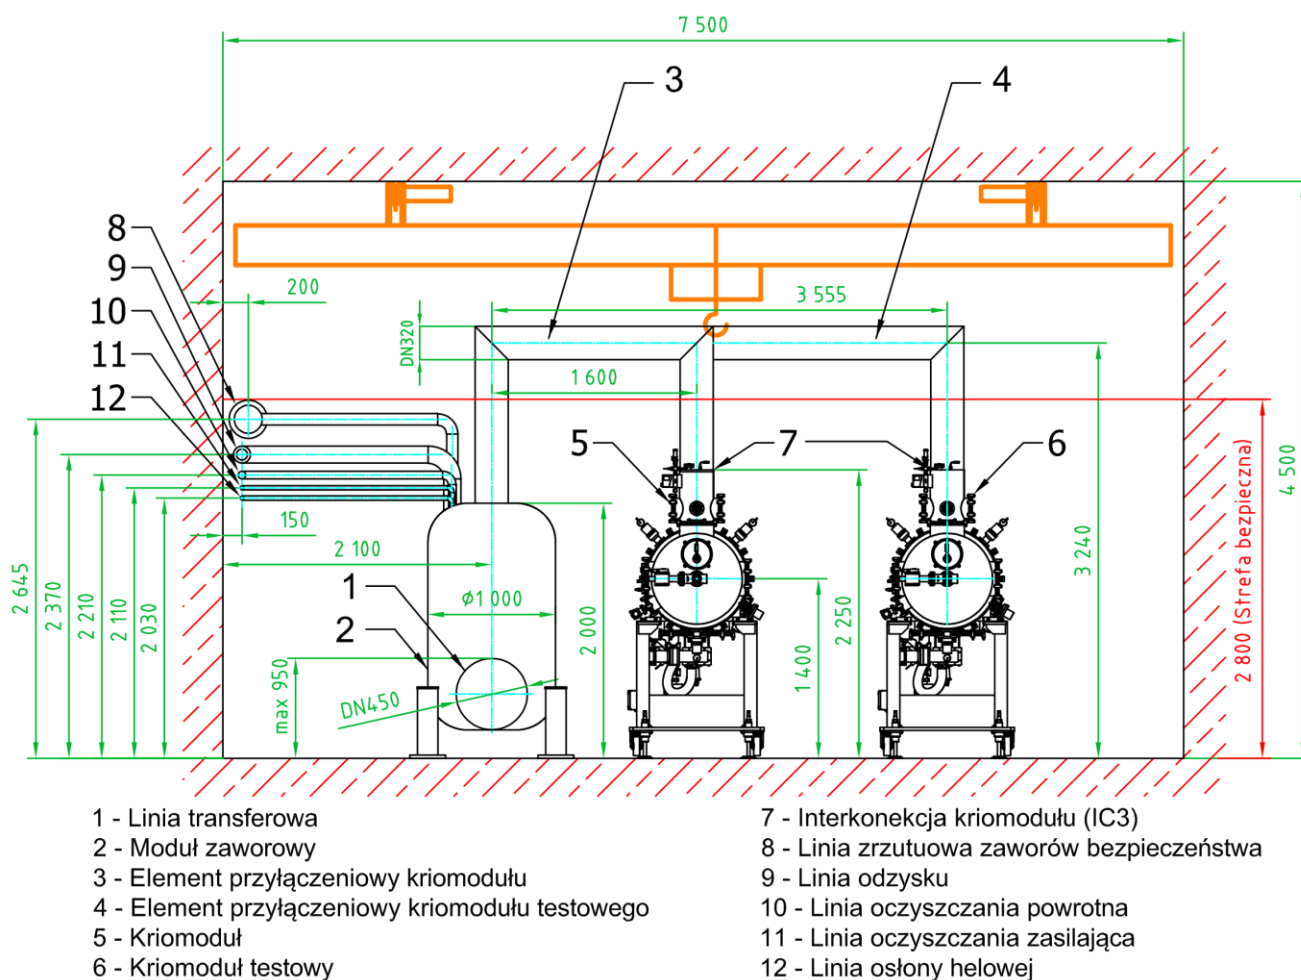 7 500
3
4
8
9
10
11
12
200
3 555
DN320
1 600
5
7
6
150
2 100
1
2
Ø1 000
max 950
DN450
2 000
1 400
2 250
3 240
2 800 (Strefa bezpieczna)
4 500
2 645
2 370
2 210
2 110
2 030
1 - Linia transferowa
2 - Moduł zaworowy
3 - Element przyłączeniowy kriomodułu
4 - Element przyłączeniowy kriomodułu testowego
5 - Kriomoduł
6 - Kriomoduł testowy
7 - Interkonekcja kriomodułu (IC3)
8 - Linia zrzutuowa zaworów bezpieczeństwa
9 - Linia odzysku
10 - Linia oczyszczania powrotna
11 - Linia oczyszczania zasilająca
12 - Linia osłony helowej